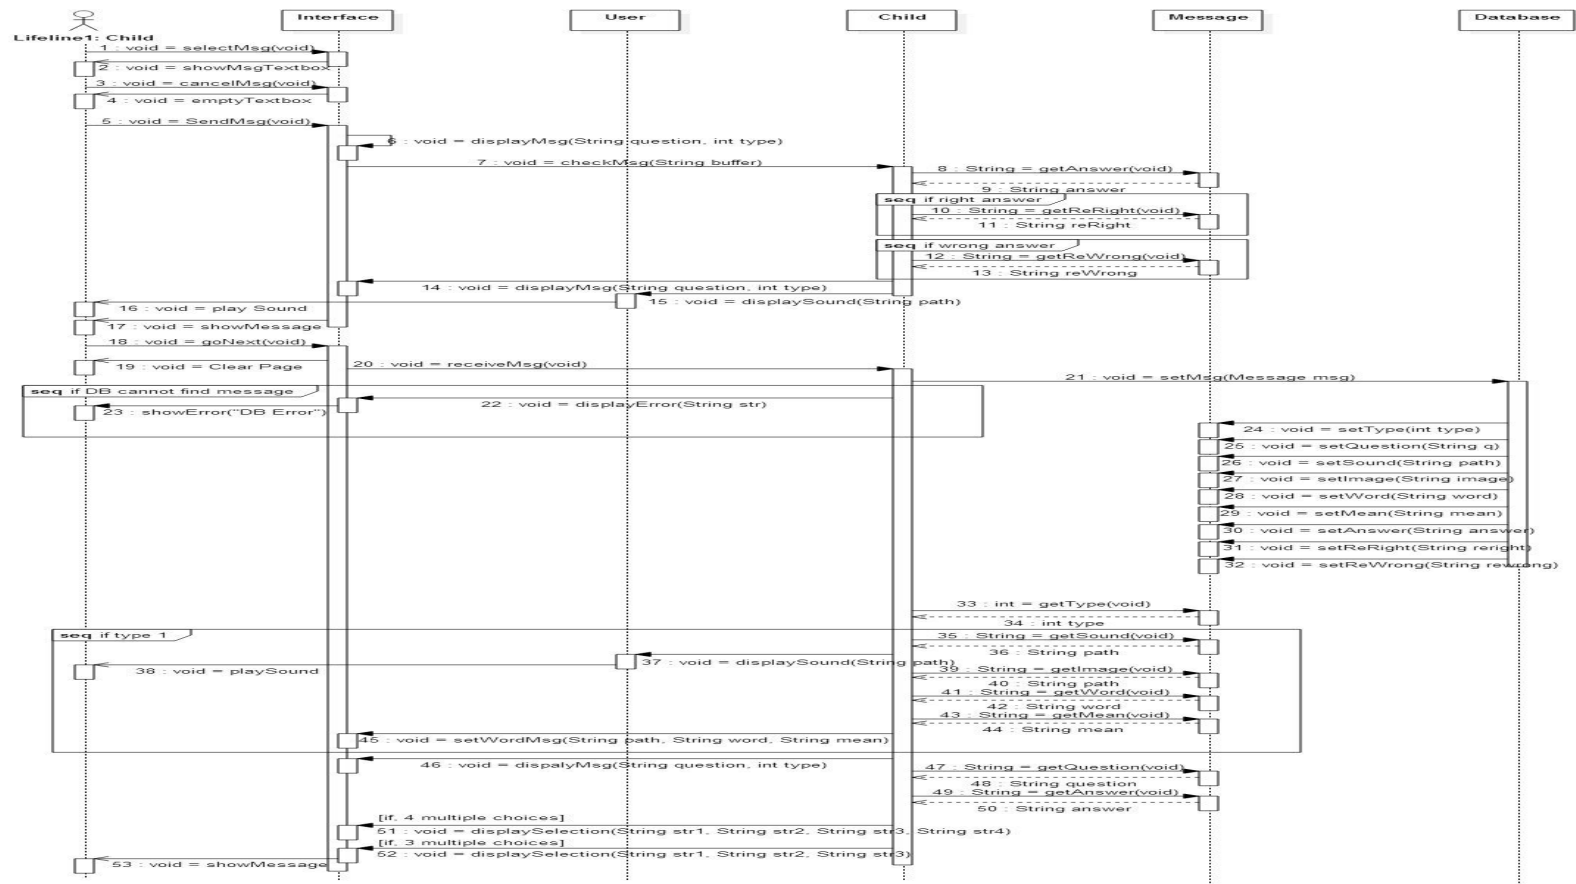 Interface
User
Child
Message
Database
Lifeline1: Child
1 : void = selectMsg(void)
2 : void = showMsgTextbox
3 : void = cancelMsg(void)
4 : void = emptyTextbox
5 : void = SendMsg(void)
6 : void = displayMsg(String question, int type)
7 : void = checkMsg(String buffer)
8 : String = getAnswer(void)
9 : String answer
seq if right answer
10 : String = getReRight(void)
11 : String reRight
seq if wrong answer
12 : String = getReWrong(void)
13 : String reWrong
14 : void = displayMsg(String question, int type)
15 : void = displaySound(String path)
16 : void = play Sound
17 : void = showMessage
18 : void = goNext(void)
19 : void = Clear Page
20 : void = receiveMsg(void)
21 : void = setMsg(Message msg)
seq if DB cannot find message
22 : void = displayError(String str)
23 : showError("DB Error")
24 : void = setType(int type)
25 : void = setQuestion(String q)
26 : void = setSound(String path)
27 : void = setImage(String image)
28 : void = setWord(String word)
29 : void = setMean(String mean)
30 : void = setAnswer(String answer)
31 : void = setReRight(String reright)
32 : void = setReWrong(String rewrong)
33 : int = getType(void)
34 : int type
seq if type 1
35 : String = getSound(void)
36 : String path
37 : void = displaySound(String path)
38 : void = playSound
39 : String = getImage(void)
40 : String path
41 : String = getWord(void)
42 : String word
43 : String = getMean(void)
44 : String mean
45 : void = setWordMsg(String path, String word, String mean)
46 : void = dispalyMsg(String question, int type)
47 : String = getQuestion(void)
48 : String question
49 : String = getAnswer(void)
50 : String answer
[if, 4 multiple choices]
51 : void = displaySelection(String str1, String str2, String str3, String str4)
[if, 3 multiple choices]
52 : void = displaySelection(String str1, String str2, String str3)
53 : void = showMessage